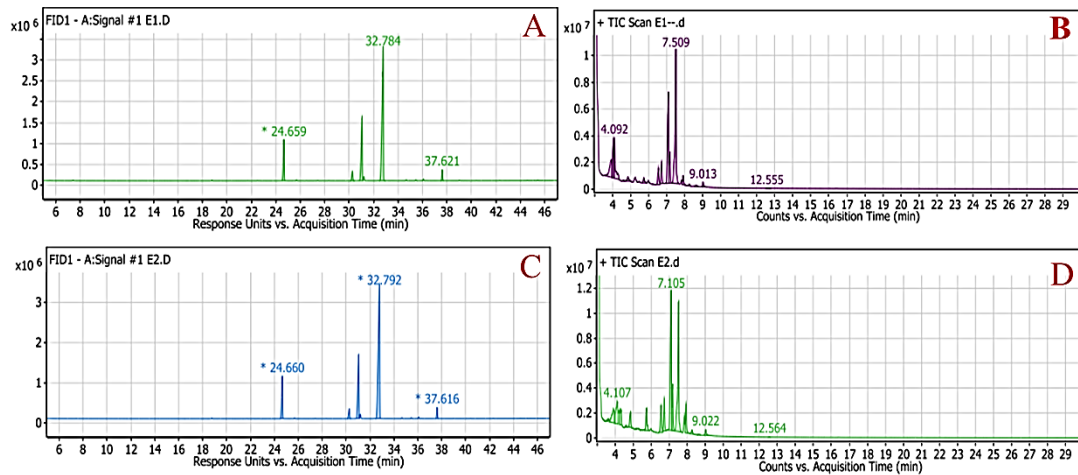 FID1 - A:Signal #1 E1.D
A
x10 6
32.784
3
2.5
2
1.5
1
0.5
0
* 24.659
37.621
6 8 10 12 14 16 18 20 22 24 26 28 30 32 34 36 38 40 42 44 46
Response Units vs. Acquisition Time (min)
+ TIC Scan E1--.d
B
x10 7
7.509
1
0.8
0.6
0.4
0.2
0
4.092
9.013
12.555
4 5 6 7 8 9 10 11 12 13 14 15 16 17 18 19 20 21 22 23 24 25 26 27 28 29
Counts vs. Acquisition Time (min)
FID1 - A:Signal #1 E2.D
C
x10 6
* 32.792
3
2
1
0
* 24.660
* 37.616
6 8 10 12 14 16 18 20 22 24 26 28 30 32 34 36 38 40 42 44 46
Response Units vs. Acquisition Time (min)
+ TIC Scan E2.d
D
x10 7
7.105
1.2
1
0.8
0.6
0.4
0.2
0
4.107
9.022
12.564
4 5 6 7 8 9 10 11 12 13 14 15 16 17 18 19 20 21 22 23 24 25 26 27 28 29
Counts vs. Acquisition Time (min)